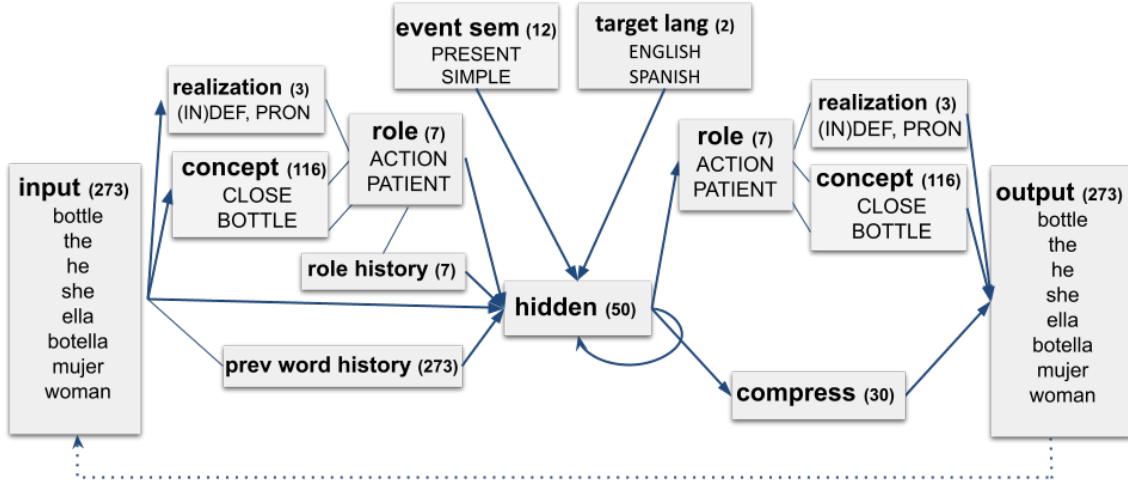 event sem (12)
PRESENT
SIMPLE
target lang (2)
ENGLISH
SPANISH
realization (3)
(IN)DEF, PRON
concept (116)
CLOSE
BOTTLE
role (7)
ACTION
PATIENT
role history (7)
input (273)
bottle
the
he
she
ella
botella
mujer
woman
prev word history (273)
hidden (50)
compress (30)
role (7)
ACTION
PATIENT
realization (3)
(IN)DEF, PRON
concept (116)
CLOSE
BOTTLE
output (273)
bottle
the
he
she
ella
botella
mujer
woman